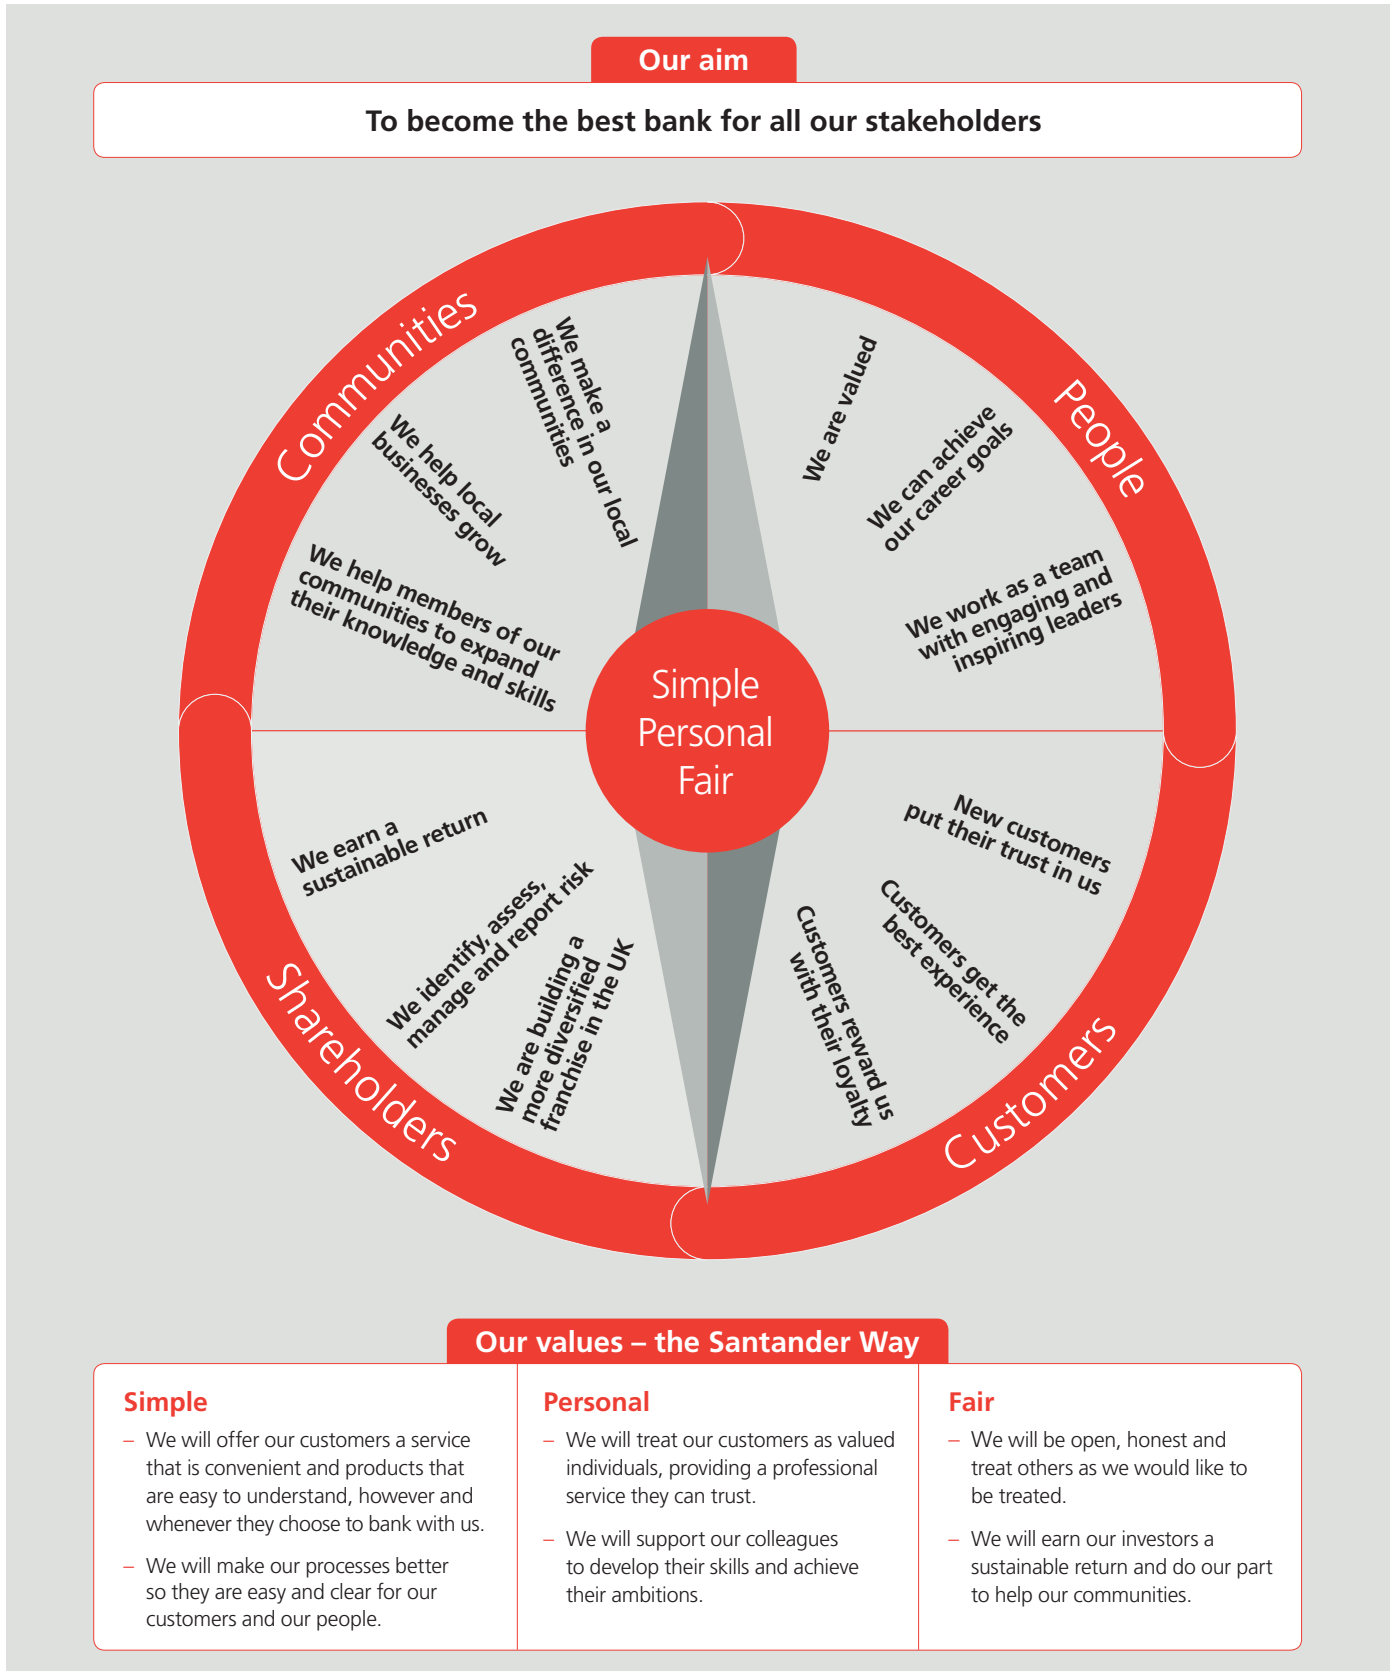 Our aim
To become the best bank for all our stakeholders
Communities
We make a
difference in our local
communities
We help local
businesses grow
We help members of our
communities to expand
their knowledge and skills
People
We are valued
We can achieve
our career goals
We work as a team
with engaging and
inspiring leaders
Simple
Personal
Fair
Shareholders
We earn a
sustainable return
We identify, assess,
manage and report risk
We are building a
more diversified
franchise in the UK
Customers
New customers
put their trust in us
Customers get the
best experience
Customers reward us
with their loyalty
Our values – the Santander Way
Simple
– We will offer our customers a service
that is convenient and products that
are easy to understand, however and
whenever they choose to bank with us.
– We will make our processes better
so they are easy and clear for our
customers and our people.
Personal
– We will treat our customers as valued
individuals, providing a professional
service they can trust.
– We will support our colleagues
to develop their skills and achieve
their ambitions.
Fair
– We will be open, honest and
treat others as we would like to
be treated.
– We will earn our investors a
sustainable return and do our part
to help our communities.